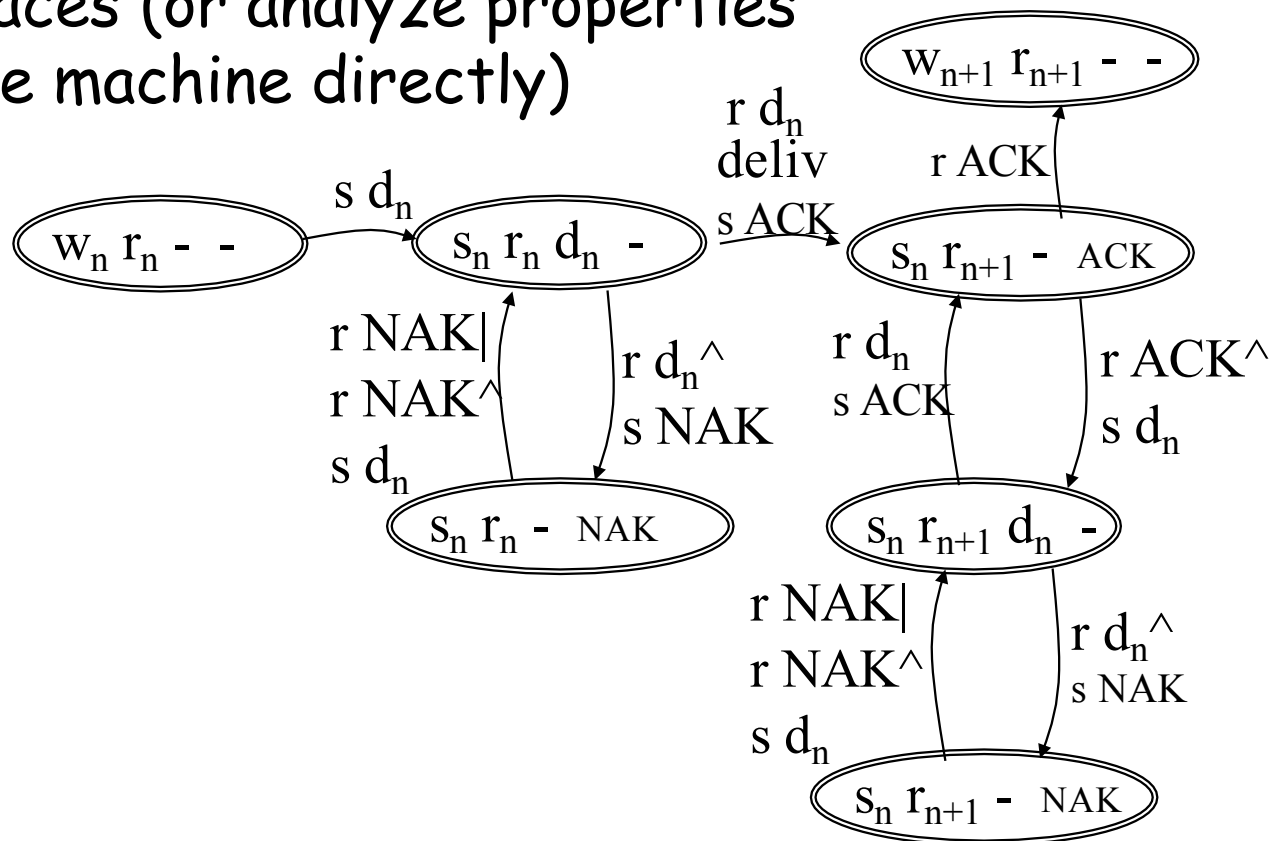 (or analyze properties
machine directly)
wₙ₊₁ rₙ₊₁ - -
r dₙ
deliv
s ACK
r ACK
s dₙ
wₙ rₙ - -
sₙ rₙ dₙ -
sₙ rₙ₊₁ - ACK
r NAK|
r NAK^
s dₙ
r dₙ^
s NAK
r dₙ
s ACK
r ACK^
s dₙ
sₙ rₙ - NAK
sₙ rₙ₊₁ dₙ -
r NAK|
r NAK^
s dₙ
r dₙ^
s NAK
sₙ rₙ₊₁ - NAK